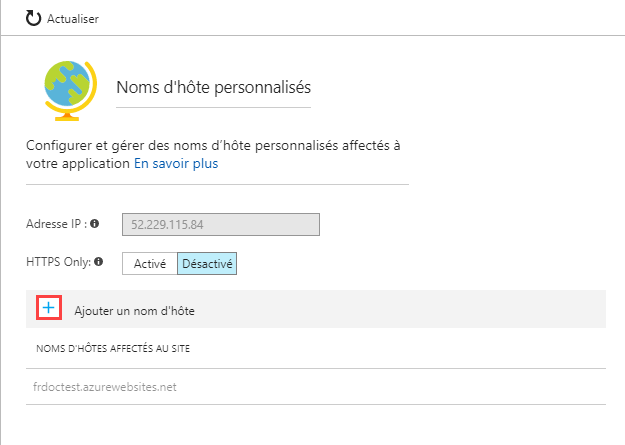 Actualiser
Noms d'hôte personnalisés
Configurer et gérer des noms d’hôte personnalisés affectés à
votre application En savoir plus
Adresse IP : 52.229.115.84
HTTPS Only: Activé Désactivé
Ajouter un nom d'hôte
NOMS D'HÔTES AFFECTÉS AU SITE
frdoctest.azurewebsites.net